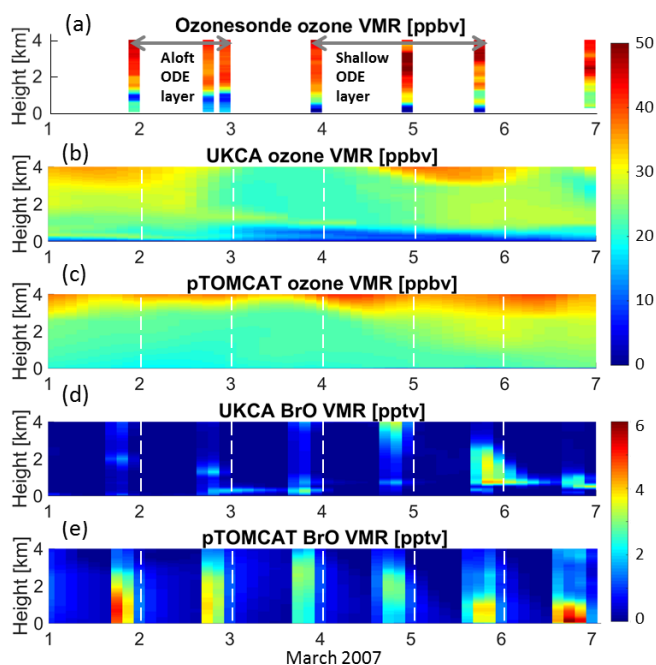 (a) Ozonesonde ozone VMR [ppbv]
Height [km]
4
2
0
Aloft
ODE
layer
Shallow
ODE
layer
1 2 3 4 5 6 7
(b) UKCA ozone VMR [ppbv]
Height [km]
4
2
0
1 2 3 4 5 6 7
(c) pTOMCAT ozone VMR [ppbv]
Height [km]
4
2
0
1 2 3 4 5 6 7
50
40
30
20
10
0
(d) UKCA BrO VMR [pptv]
Height [km]
4
2
0
1 2 3 4 5 6 7
(e) pTOMCAT BrO VMR [pptv]
Height [km]
4
2
0
1 2 3 4 5 6 7
March 2007
6
4
2
0